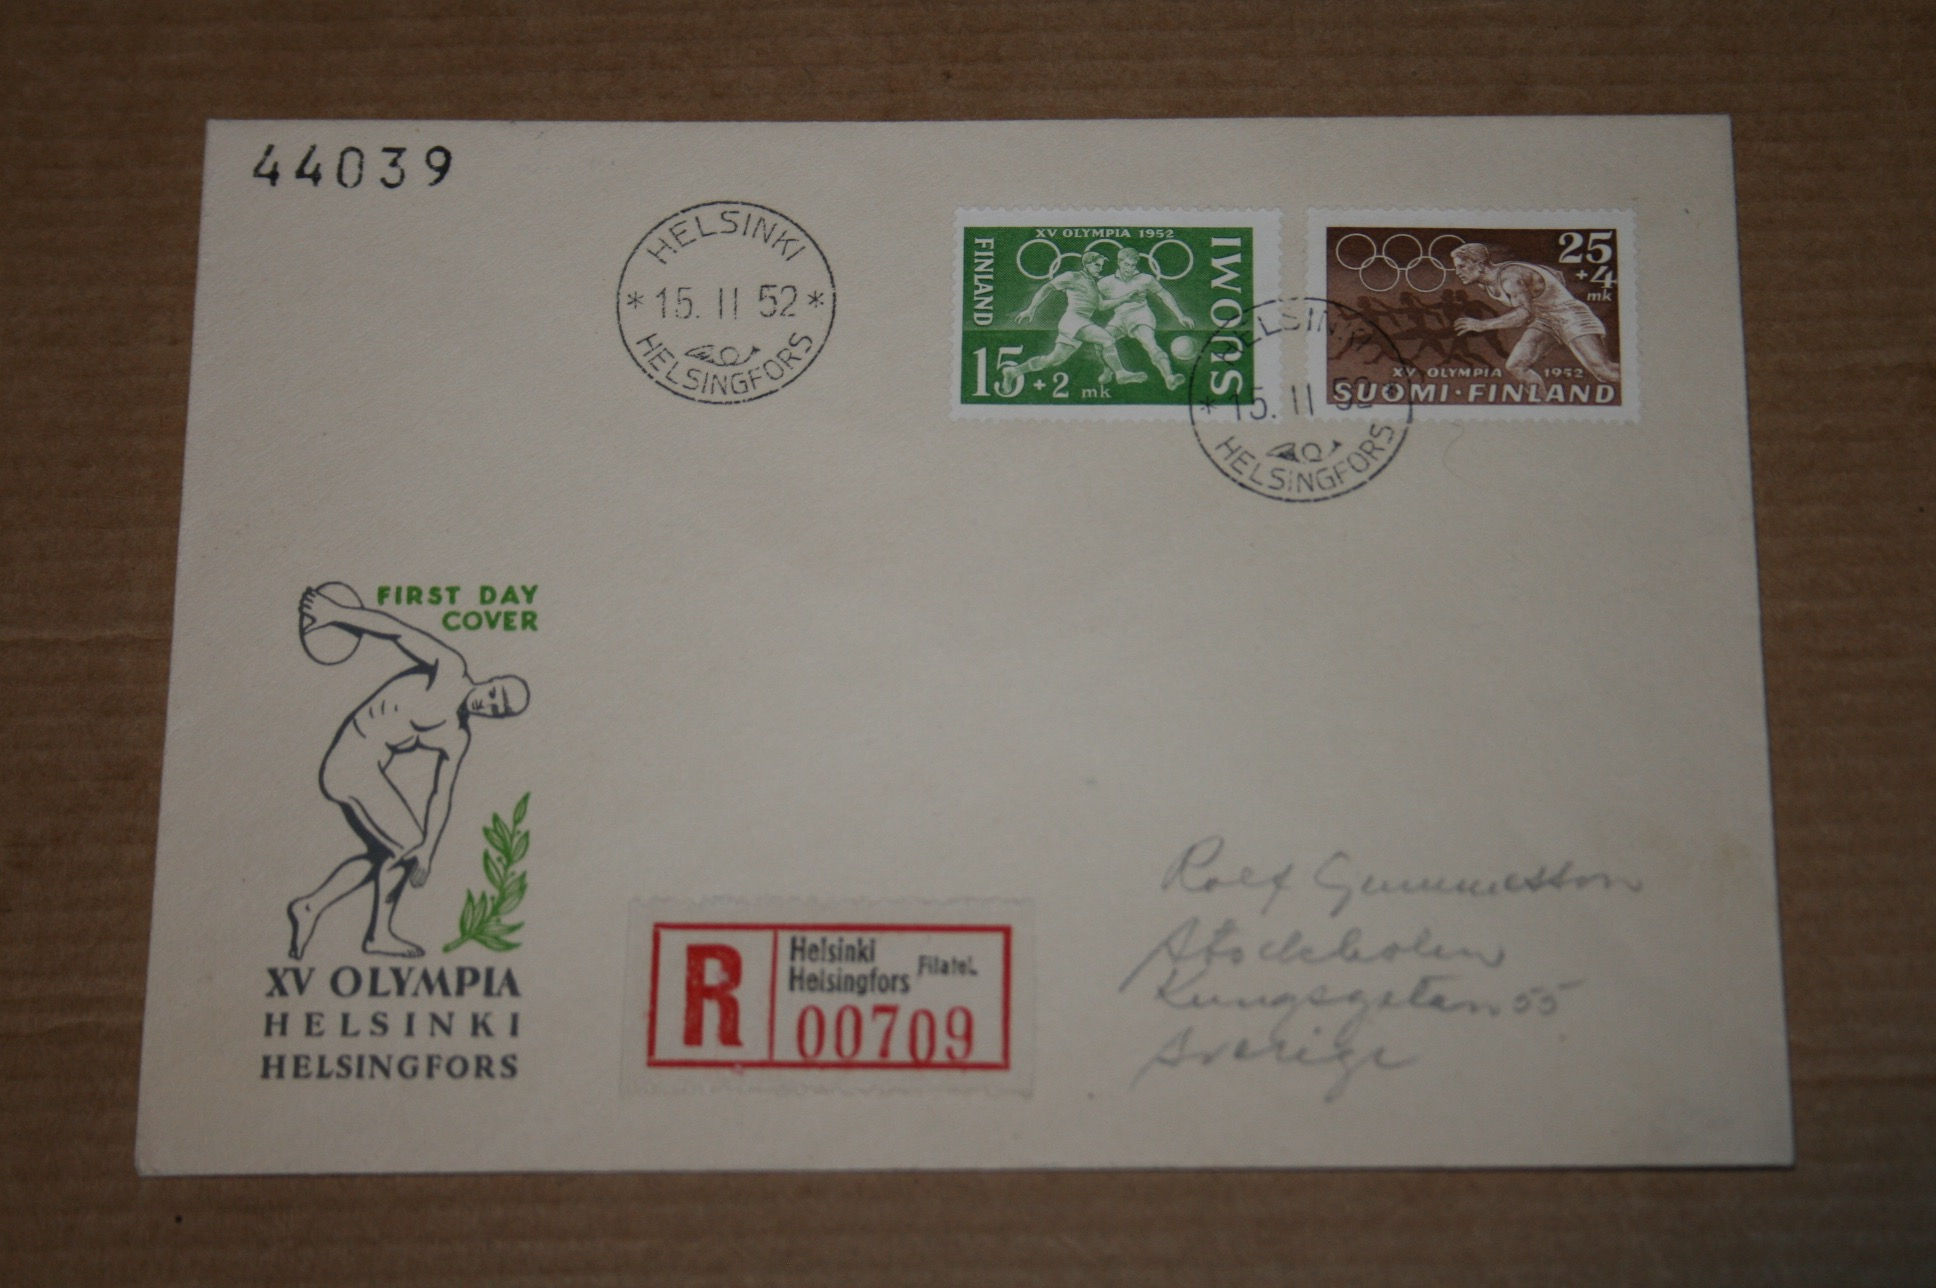 44039
HELSINKI
* 15. II 52 *
HELSINGFORS
XV OLYMPIA 1952
FINLAND
SUOMI
15 + 2 mk
25
+ 4
mk
XV OLYMPIA 1952
SUOMI · FINLAND
HELSINKI
* 15. II 52 *
HELSINGFORS
FIRST DAY
COVER
XV OLYMPIA
HELSINKI
HELSINGFORS
R
Helsinki
Helsingfors Filatel.
00709
Rolf Gummesson
Stockholm
Kungsgatan 55
Sverige